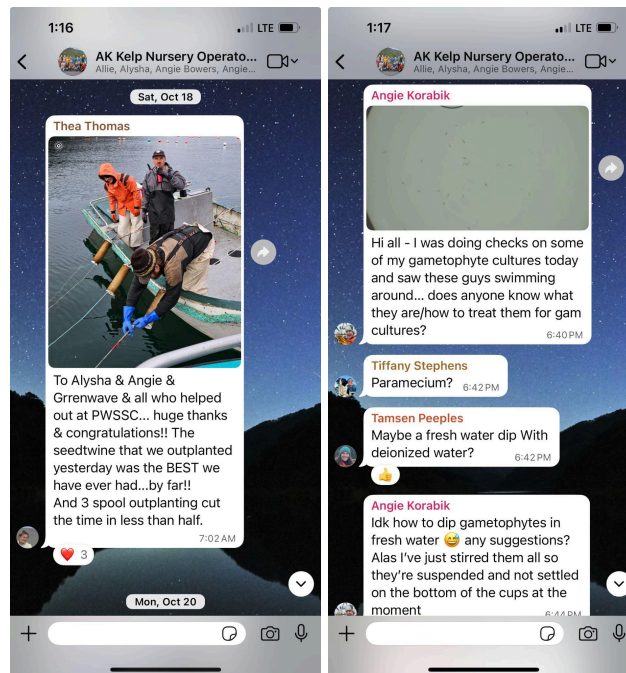 1:16
LTE
AK Kelp Nursery Operato...
Allie, Alysha, Angie Bowers, Angie...
Sat, Oct 18
Thea Thomas
To Alysha & Angie &
Grrenwave & all who helped
out at PWSSC... huge thanks
& congratulations!! The
seedtwine that we outplanted
yesterday was the BEST we
have ever had...by far!!
And 3 spool outplanting cut
the time in less than half.
7:02 AM
❤️ 3
Mon, Oct 20
1:17
LTE
AK Kelp Nursery Operato...
Allie, Alysha, Angie Bowers, Angie...
Angie Korabik
Hi all - I was doing checks on some
of my gametophyte cultures today
and saw these guys swimming
around... does anyone know what
they are/how to treat them for gam
cultures?
6:40 PM
Tiffany Stephens
Paramecium? 6:42 PM
Tamsen Peeples
Maybe a fresh water dip With
deionized water?
6:42 PM
👍
Angie Korabik
Idk how to dip gametophytes in
fresh water 😅 any suggestions?
Alas I've just stirred them all so
they're suspended and not settled
on the bottom of the cups at the
moment
6:44 PM